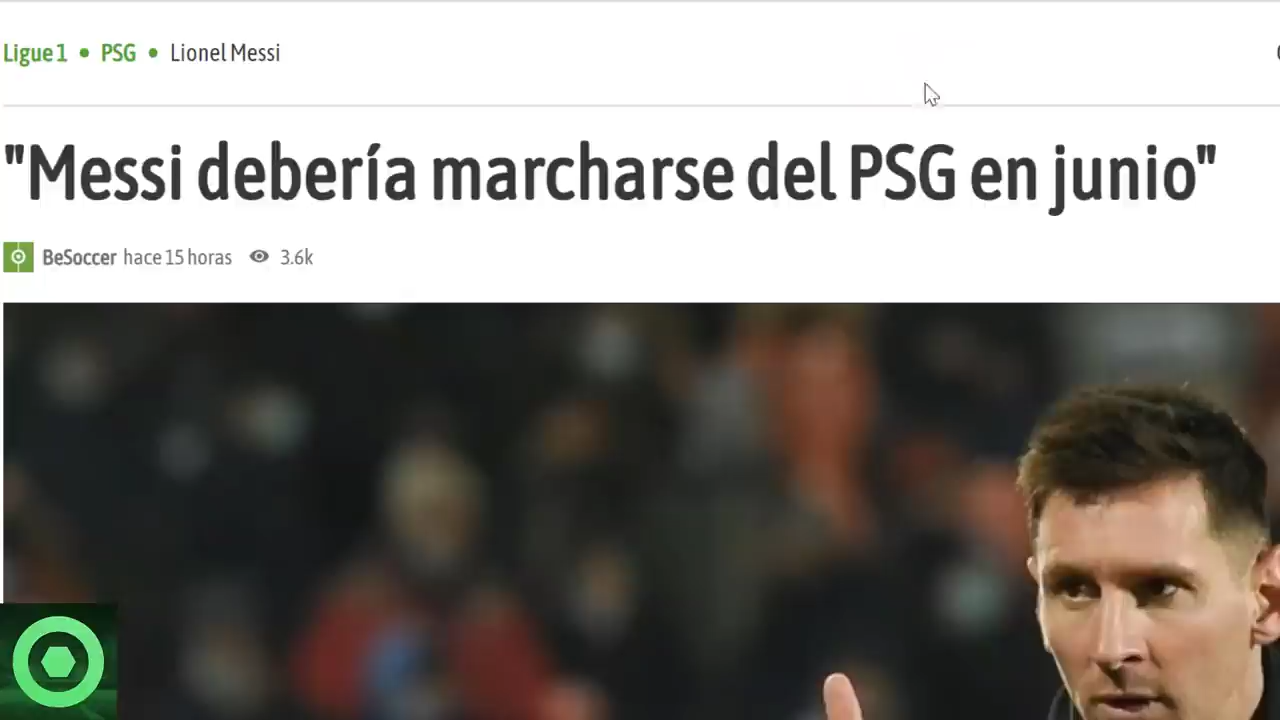 Ligue 1 • PSG • Lionel Messi
"Messi debería marcharse del PSG en junio"
BeSoccer hace 15 horas 3.6k